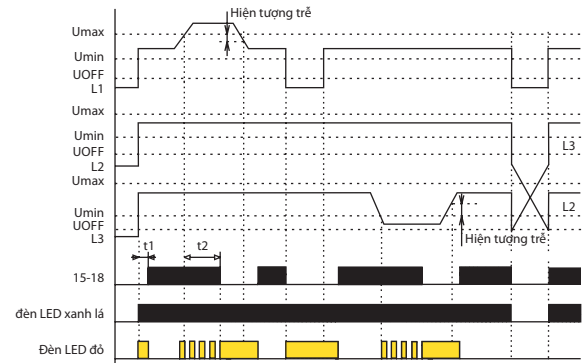 Hiện tượng trễ
Umax
Umin
UOFF
L1
Umax
Umin
UOFF
L2
L3
Umax
Umin
UOFF
L3
L2
Hiện tượng trễ
t1
t2
15-18
đèn LED xanh lá
Đèn LED đỏ